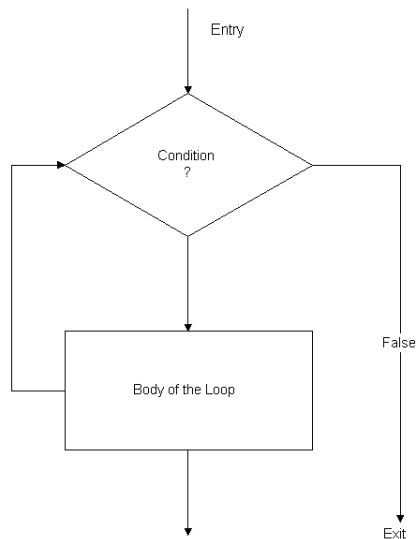 Entry
Condition
?
False
Body of the Loop
Exit